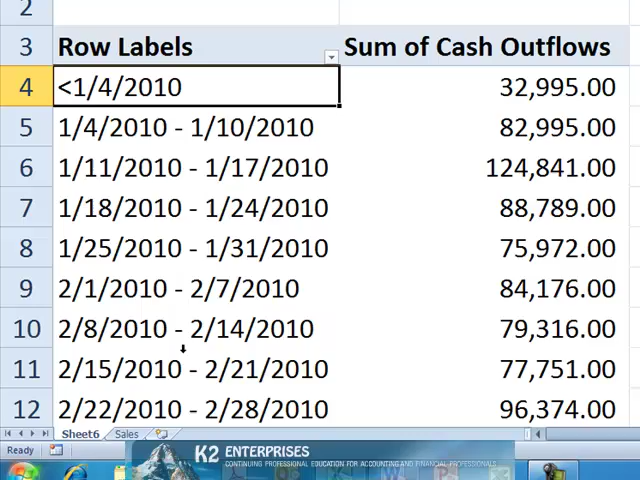 2
3 Row Labels Sum of Cash Outflows
4 <1/4/2010 32,995.00
5 1/4/2010 - 1/10/2010 82,995.00
6 1/11/2010 - 1/17/2010 124,841.00
7 1/18/2010 - 1/24/2010 88,789.00
8 1/25/2010 - 1/31/2010 75,972.00
9 2/1/2010 - 2/7/2010 84,176.00
10 2/8/2010 - 2/14/2010 79,316.00
11 2/15/2010 - 2/21/2010 77,751.00
12 2/22/2010 - 2/28/2010 96,374.00
Sheet6 Sales
Ready
K2 ENTERPRISES
CONTINUING PROFESSIONAL EDUCATION FOR ACCOUNTING AND FINANCIAL PROFESSIONALS